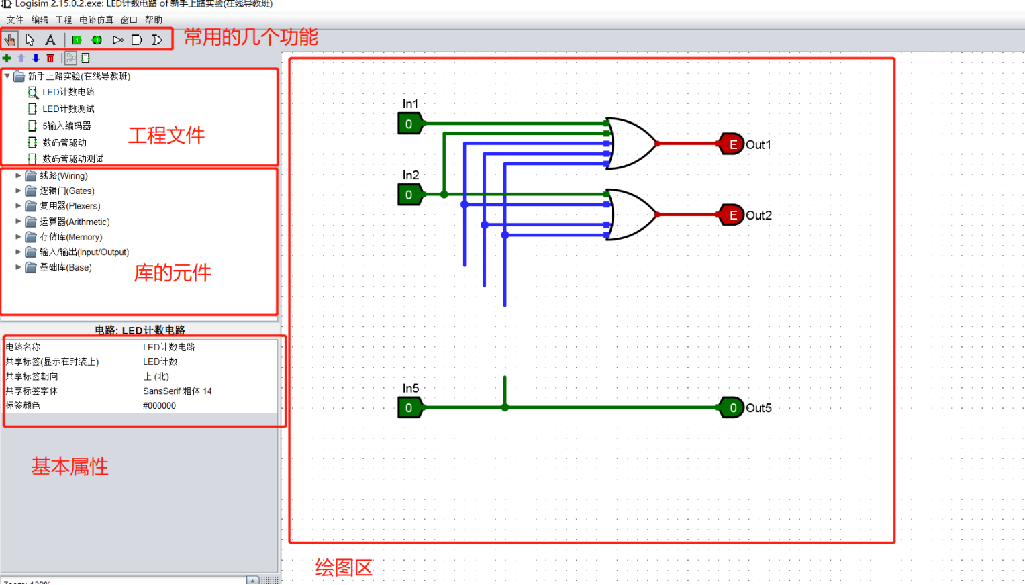 Logisim 2.15.0.2.exe: LED计数电路 of 新手上路实验(在线导教班)
文件 编辑 工程 电路仿真 窗口 帮助
A
常用的几个功能
新手上路实验(在线导教班)
LED计数电路
LED计数测试
5输入编码器
数码管驱动
数码管驱动测试
工程文件
线路(Wiring)
逻辑门(Gates)
复用器(Plexers)
运算器(Arithmetic)
存储库(Memory)
输入/输出(Input/Output)
基础库(Base)
库的元件
电路: LED计数电路
电路名称 LED计数电路
共享标签(显示在封装上) LED计数
共享标签朝向 上(北)
共享标签字体 SansSerif 粗体 14
标签颜色 #000000
基本属性
In1
0
E Out1
In2
0
E Out2
In5
0
0 Out5
绘图区